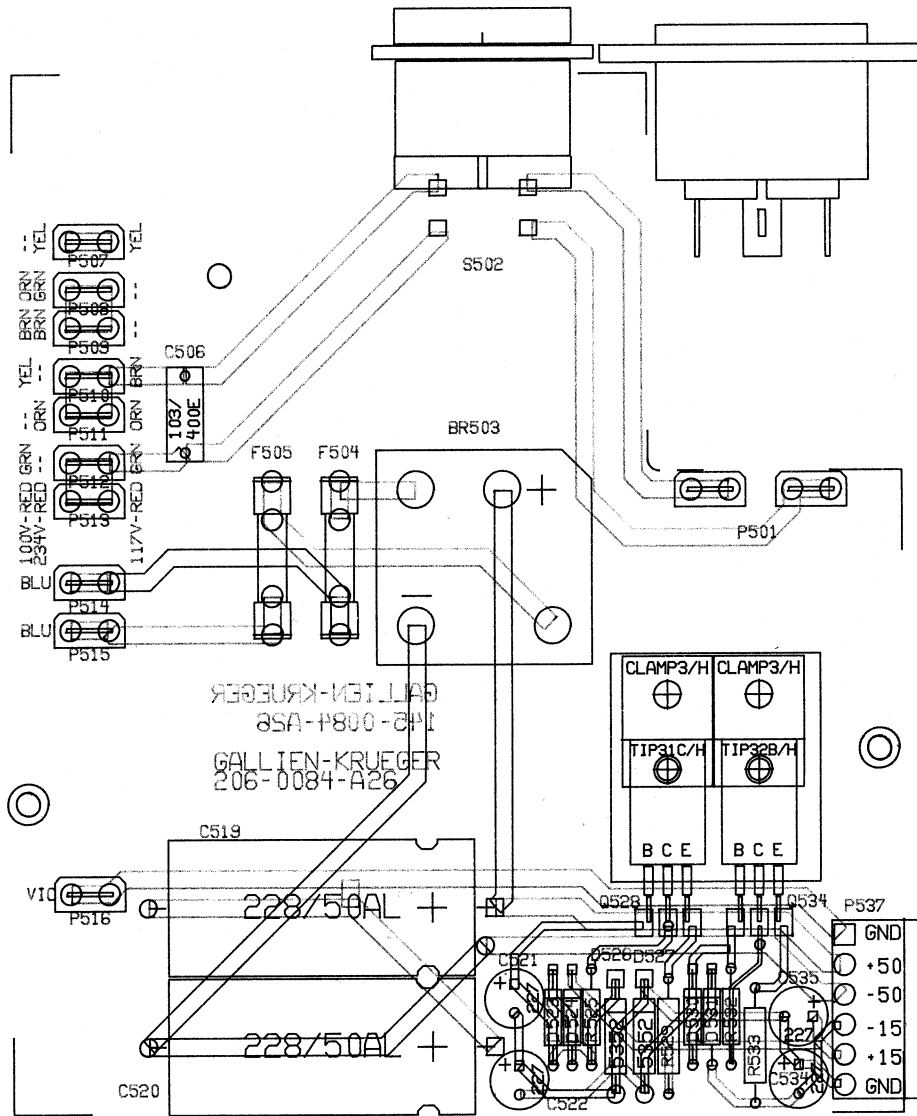 S502
YEL
--
YEL
P507
ORN
GRN
--
P508
BRN
BRN
--
P509
C506
YEL
--
BRN
P510
103/
400E
--
ORN
ORN
P511
BR503
F505
F504
GRN
--
GRN
P512
100V-RED
234V-RED
117V-RED
P513
P501
BLU
P514
BLU
P515
GALLIEN-KRUEGER
145-0084-A26
GALLIEN-KRUEGER
206-0084-A26
CLAMP3/H
CLAMP3/H
TIP31C/H
TIP32B/H
B C E
B C E
C519
VIO
P516
228/50AL
Q528
Q534
P537
GND
+50
-50
-15
+15
GND
C521
D526
D527
C535
227
R529
R533
5352
228/50AL
C520
C522
C534